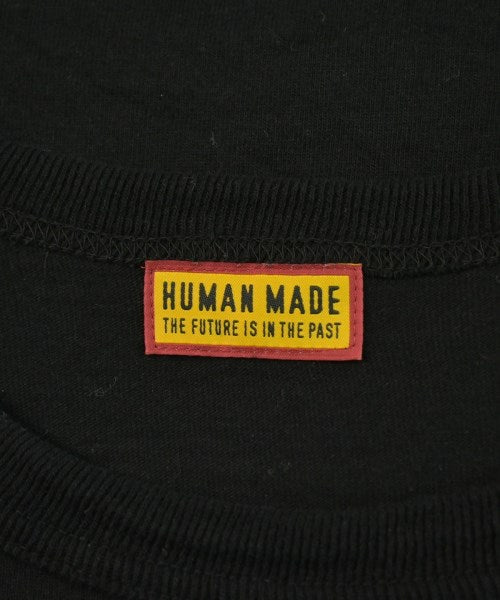 HUMAN MADE
THE FUTURE IS IN THE PAST